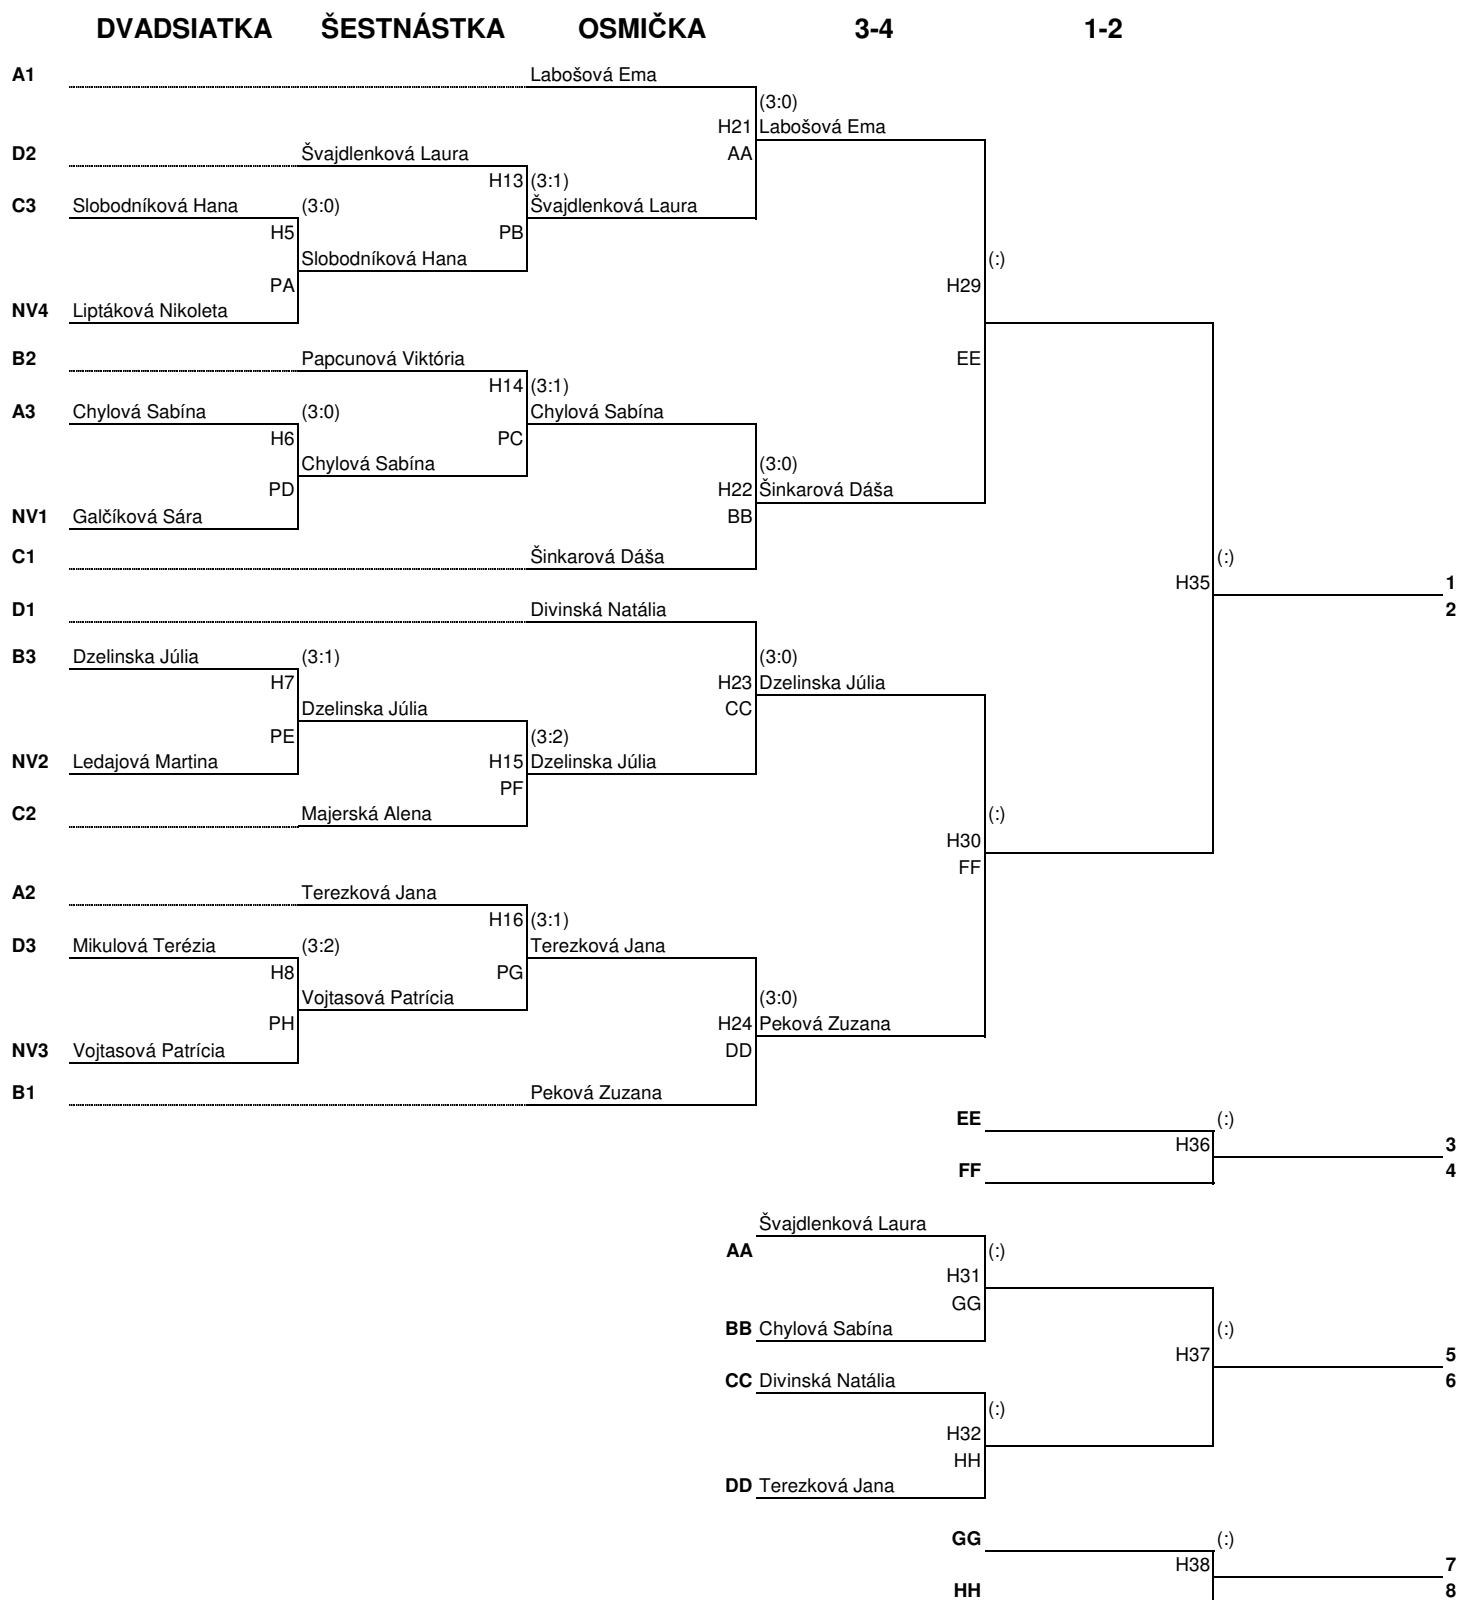 DVADSIATKA ŠESTNÁSTKA OSMIČKA 3-4 1-2
A1 Labošová Ema
(3:0)
H21 Labošová Ema
D2 Švajdlenková Laura AA
H13 (3:1)
C3 Slobodníková Hana (3:0) Švajdlenková Laura
H5 PB
Slobodníková Hana (:)
PA H29
NV4 Liptáková Nikoleta
B2 Papcunová Viktória EE
H14 (3:1)
A3 Chylová Sabína (3:0) Chylová Sabína
H6 PC
Chylová Sabína (3:0)
PD H22 Šinkarová Dáša
NV1 Galčíková Sára BB
C1 Šinkarová Dáša (:)
H35 1
D1 Divinská Natália 2
B3 Dzelinska Júlia (3:1) (3:0)
H7 H23 Dzelinska Júlia
Dzelinska Júlia CC
PE (3:2)
NV2 Ledajová Martina H15 Dzelinska Júlia
PF
C2 Majerská Alena (:)
H30
FF
A2 Terezková Jana
H16 (3:1)
D3 Mikulová Terézia (3:2) Terezková Jana
H8 PG
Vojtasová Patrícia (3:0)
PH H24 Peková Zuzana
NV3 Vojtasová Patrícia DD
B1 Peková Zuzana
EE (:)
H36 3
FF 4
Švajdlenková Laura
AA (:)
H31
GG
BB Chylová Sabína (:)
H37 5
CC Divinská Natália 6
(:)
H32
HH
DD Terezková Jana
GG (:)
H38 7
HH 8